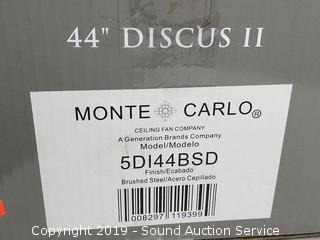 44" DISCUS II
MONTE CARLO®
CEILING FAN COMPANY
A Generation Brands Company
Model/Modelo
5DI44BSD
Finish/Ecabado
Brushed Steel/Acero Cepillado
008297 119399
Copyright 2019 - Sound Auction Service